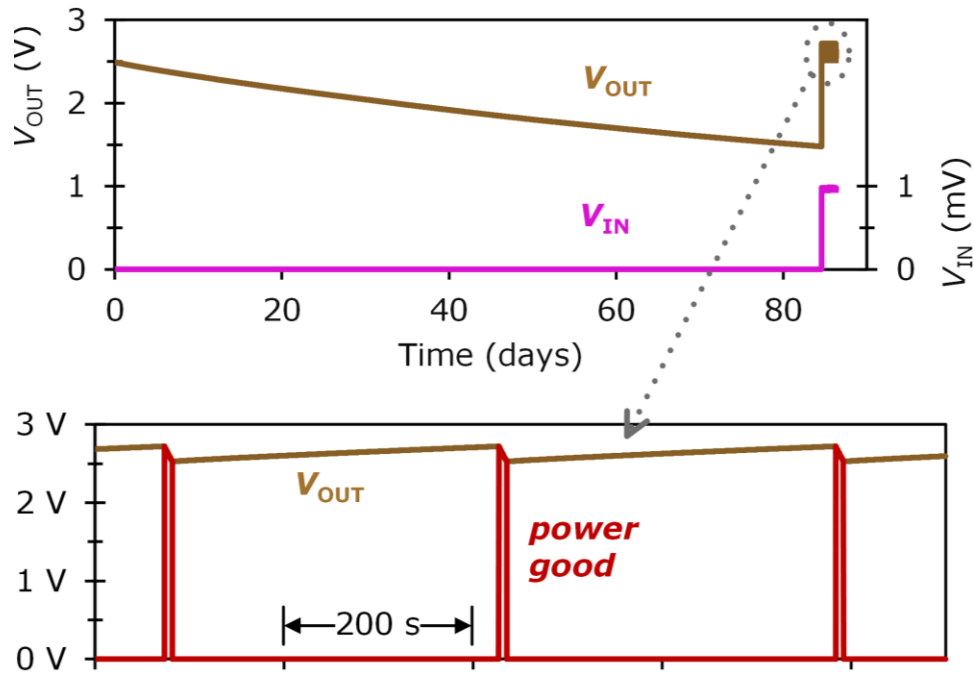 3
2
1
0
V_OUT (V)
V_OUT
V_IN
1
0
V_IN (mV)
0 20 40 60 80
Time (days)
3 V
2 V
1 V
0 V
V_OUT
power
good
200 s